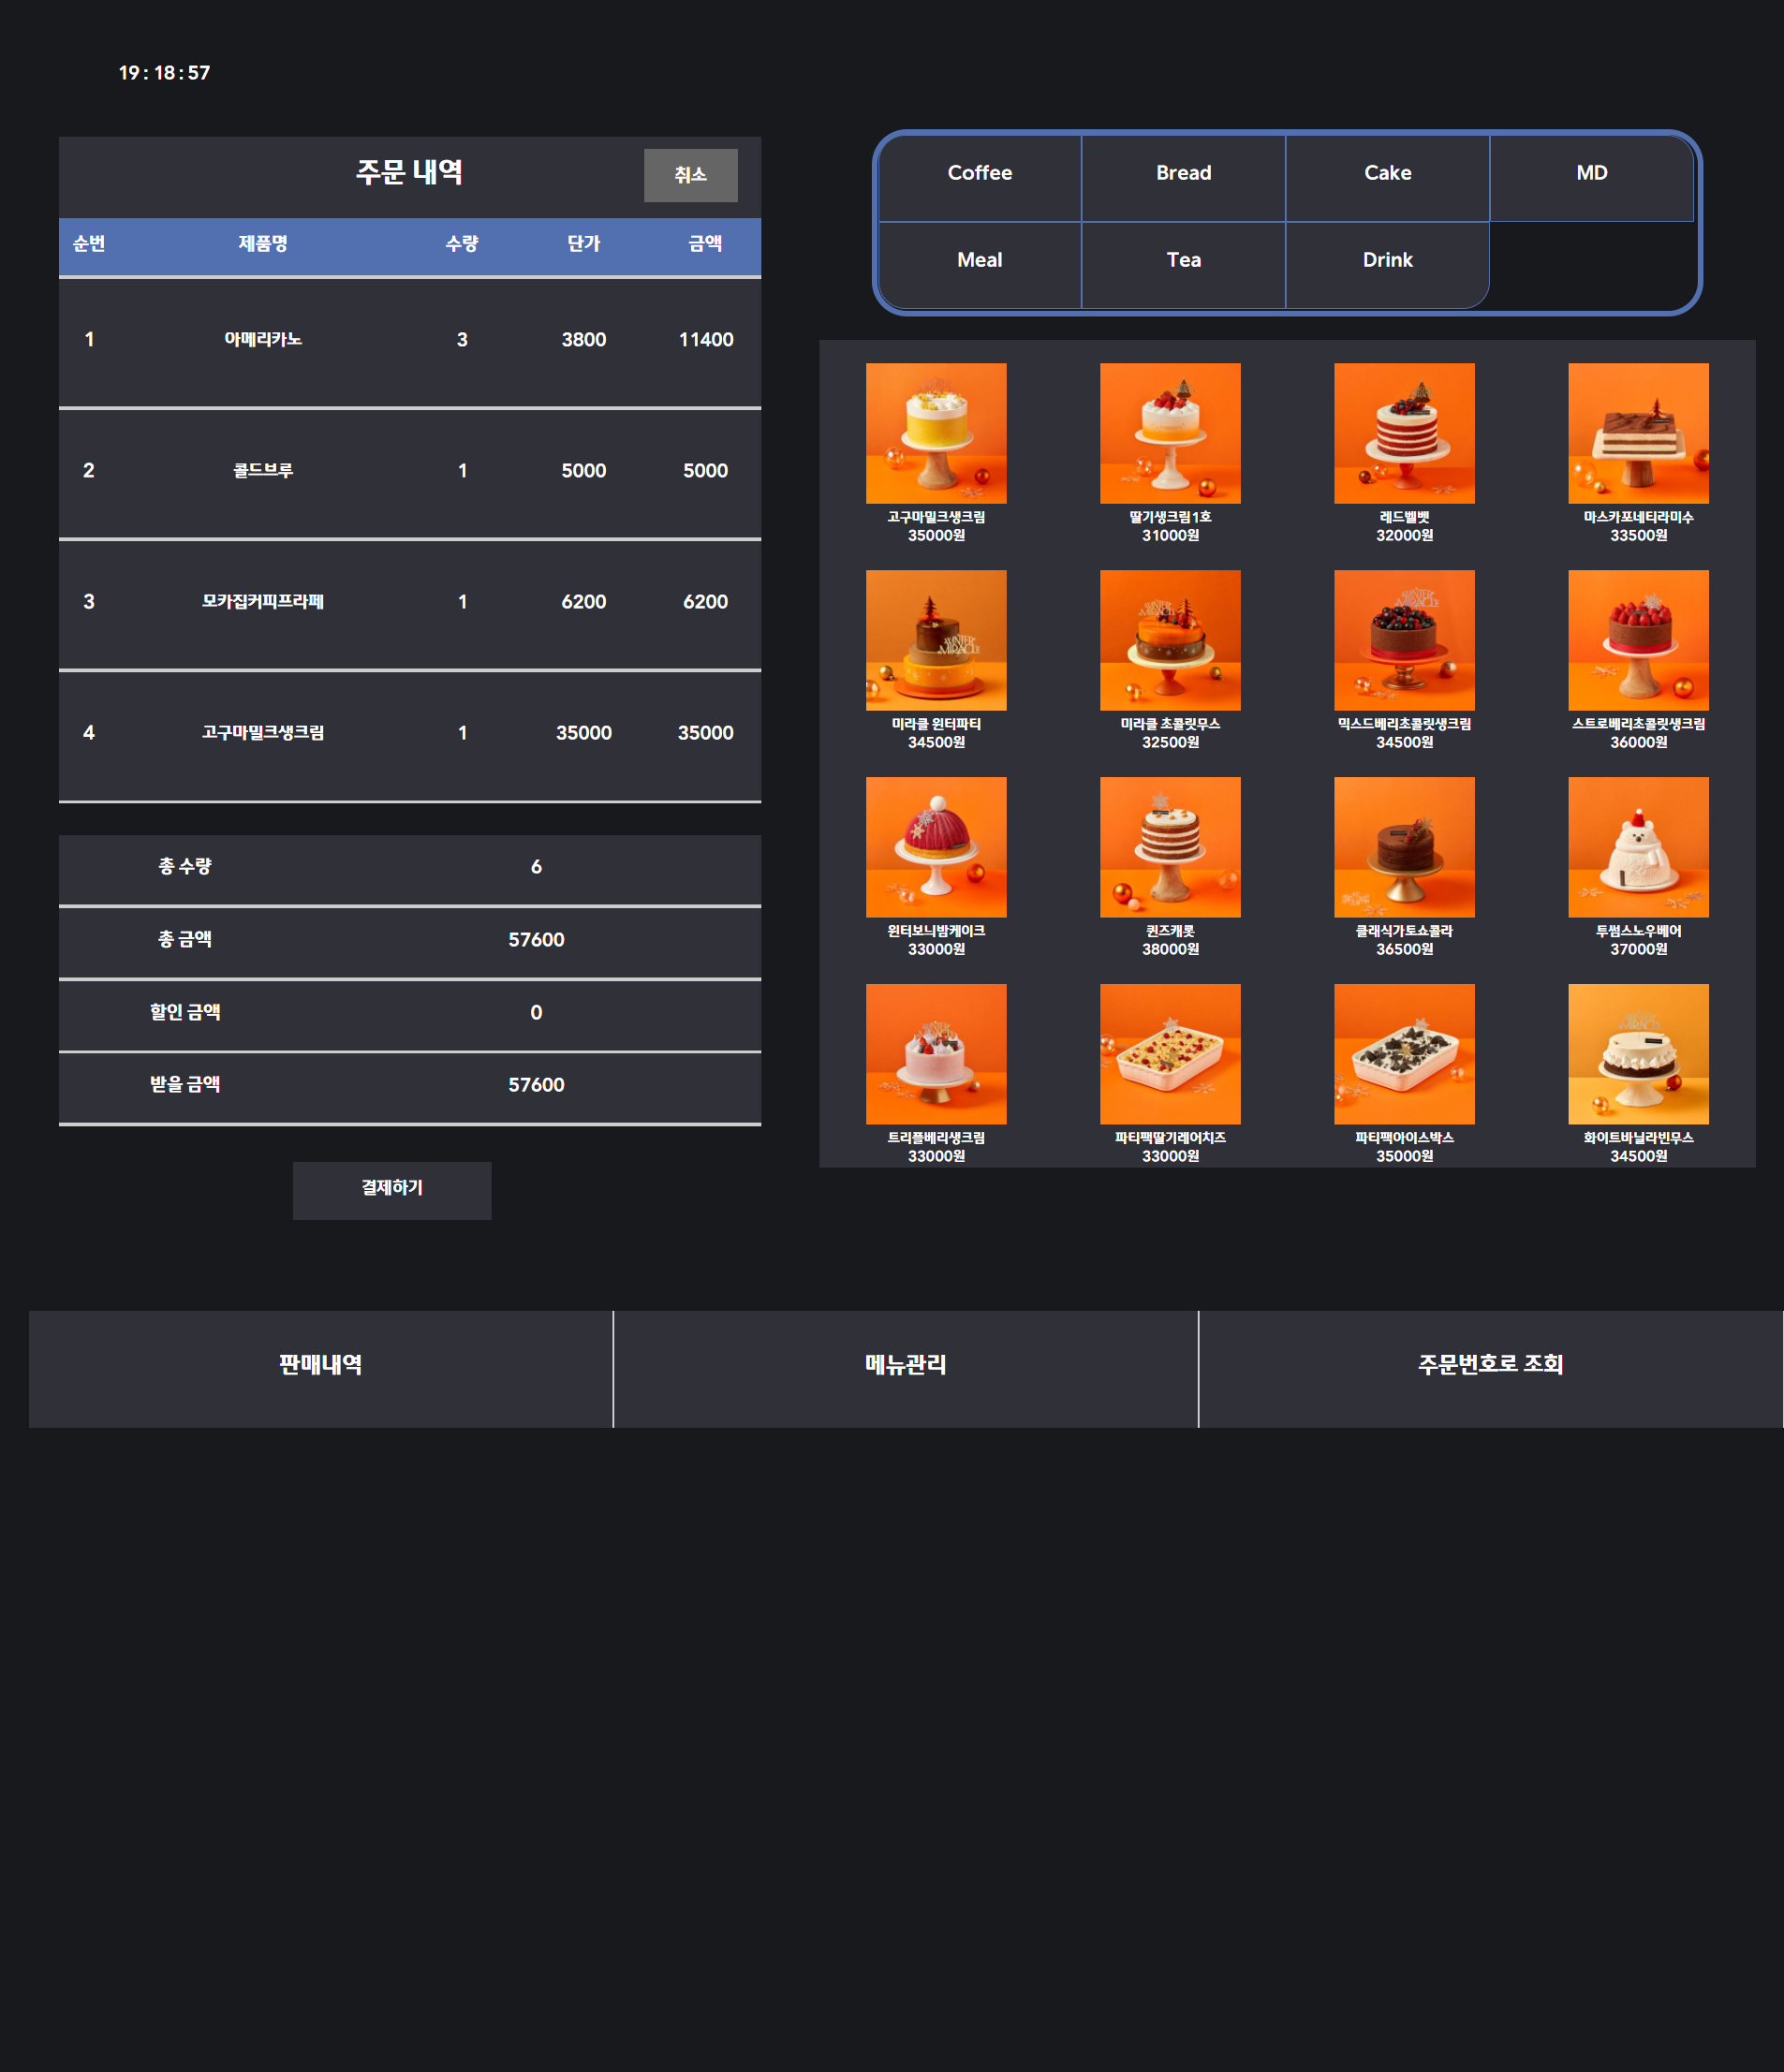 19 : 18 : 57
주문 내역 취소
순번 제품명 수량 단가 금액
1 아메리카노 3 3800 11400
2 콜드브루 1 5000 5000
3 모카집커피프라페 1 6200 6200
4 고구마밀크생크림 1 35000 35000
총 수량 6
총 금액 57600
할인 금액 0
받을 금액 57600
결제하기
Coffee Bread Cake MD
Meal Tea Drink
고구마밀크생크림 딸기생크림1호 레드벨벳 마스카포네티라미수
35000원 31000원 32000원 33500원
WINTER MIRACLE
미라클 윈터파티 미라클 초콜릿무스 믹스드베리초콜릿생크림 스트로베리초콜릿생크림
34500원 32500원 34500원 36000원
윈터보늬밤케이크 퀸즈캐롯 클래식가토쇼콜라 투썸스노우베어
33000원 38000원 36500원 37000원
트리플베리생크림 파티팩딸기레어치즈 파티팩아이스박스 화이트바닐라빈무스
33000원 33000원 35000원 34500원
판매내역 메뉴관리 주문번호로 조회